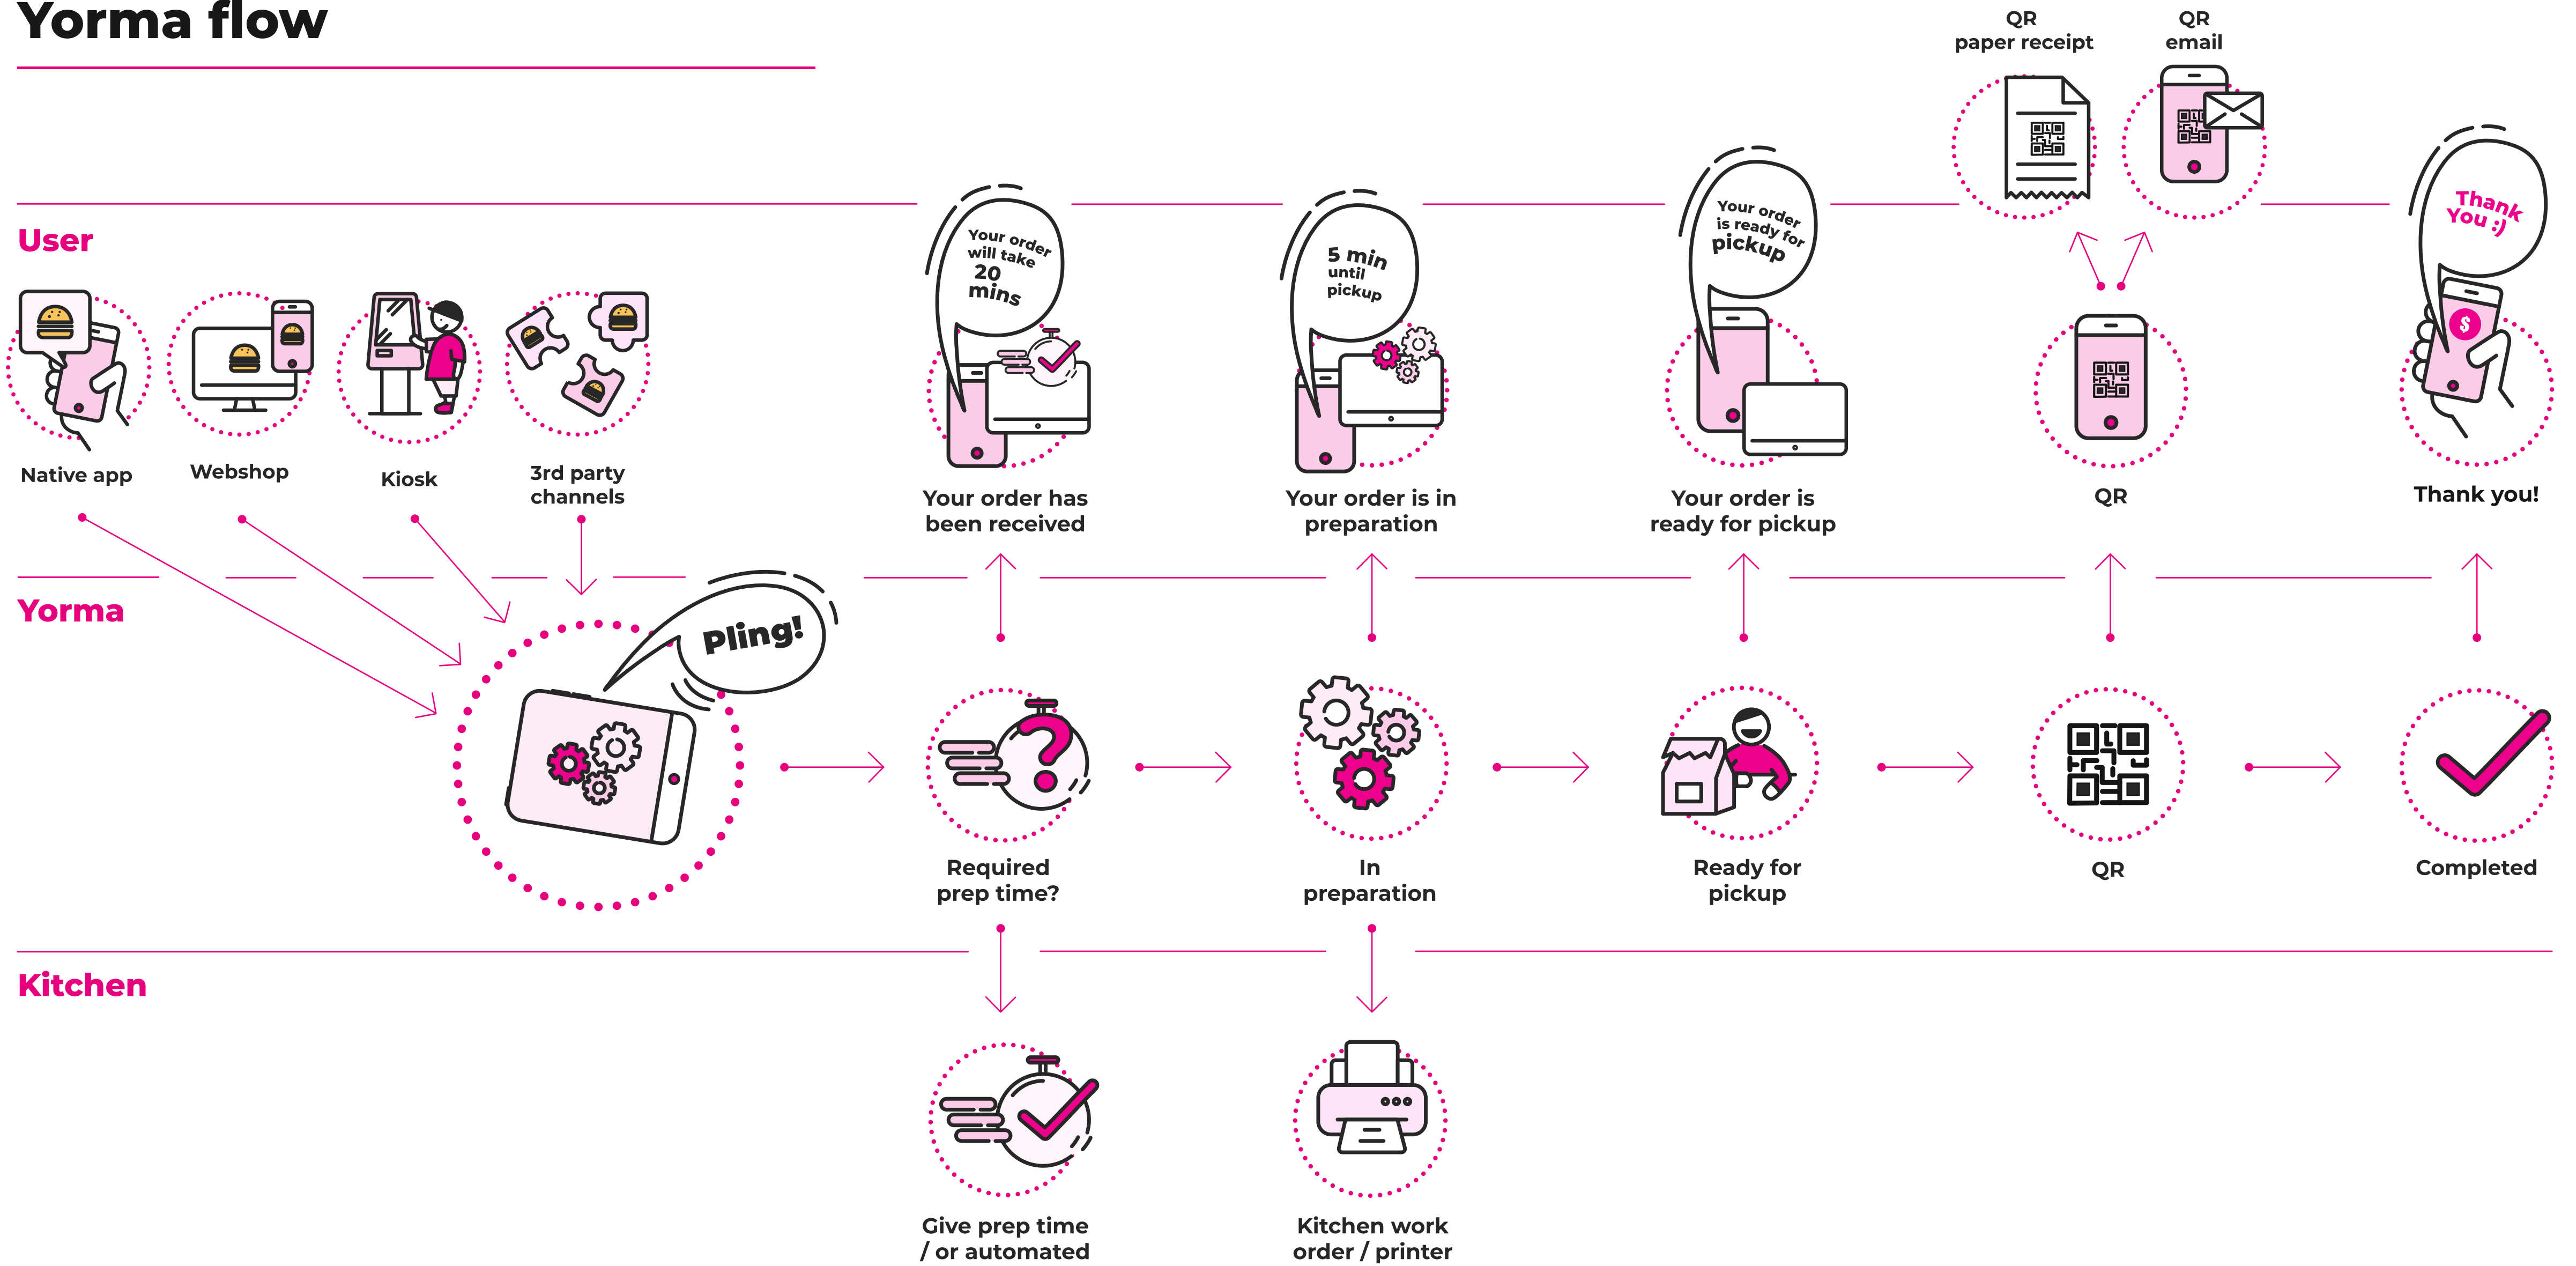 Yorma flow
QR
paper receipt
QR
email
User
Your order
will take
20
mins
5 min
until
pickup
Your order
is ready for
pickup
Thank
You :)
$
Native app
Webshop
Kiosk
3rd party
channels
Your order has
been received
Your order is in
preparation
Your order is
ready for pickup
QR
Thank you!
Yorma
Pling!
?
Required
prep time?
In
preparation
Ready for
pickup
QR
Completed
Kitchen
Give prep time
/ or automated
Kitchen work
order / printer